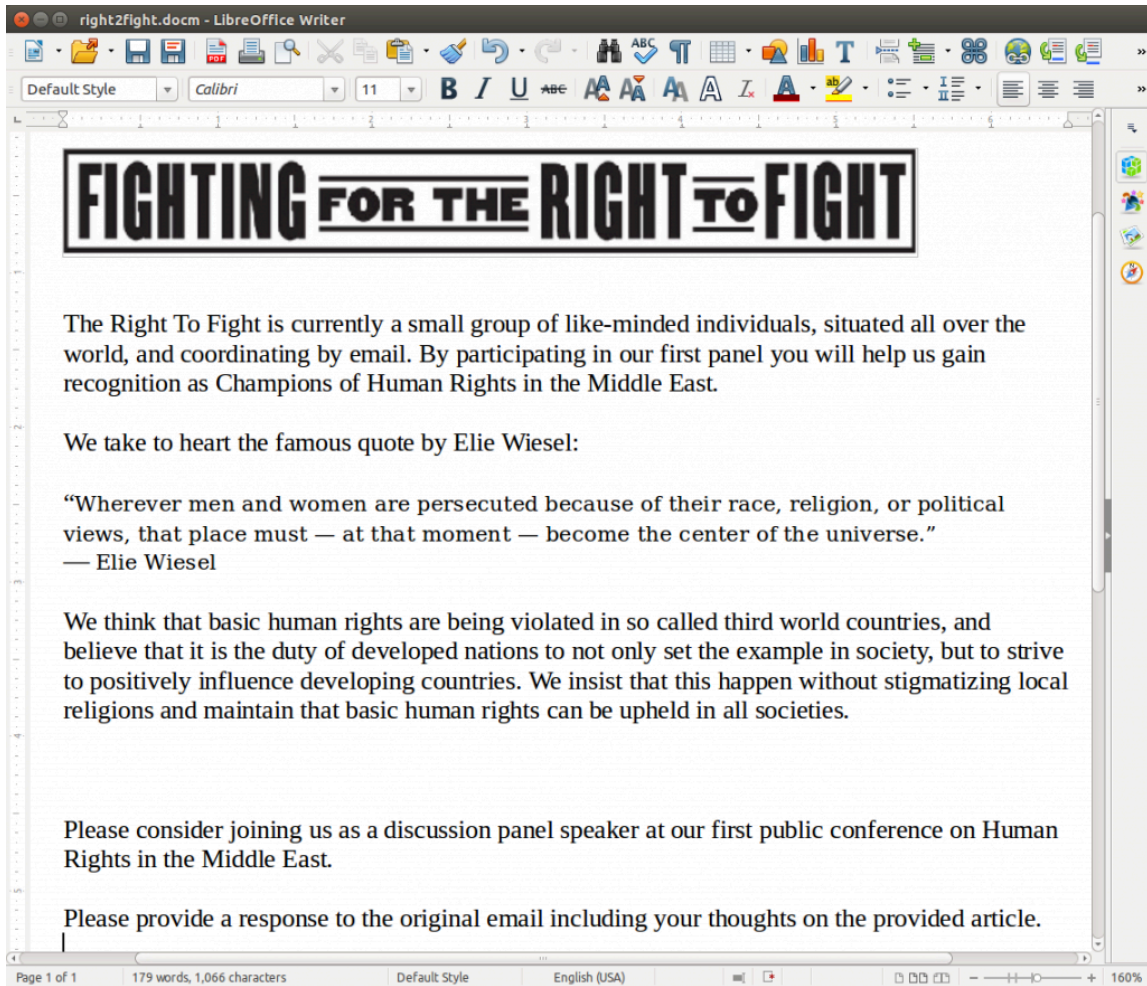 right2fight.docm - LibreOffice Writer
Default Style
Calibri
11
FIGHTING FOR THE RIGHT TO FIGHT
The Right To Fight is currently a small group of like-minded individuals, situated all over the
world, and coordinating by email. By participating in our first panel you will help us gain
recognition as Champions of Human Rights in the Middle East.
We take to heart the famous quote by Elie Wiesel:
“Wherever men and women are persecuted because of their race, religion, or political
views, that place must — at that moment — become the center of the universe.”
── Elie Wiesel
We think that basic human rights are being violated in so called third world countries, and
believe that it is the duty of developed nations to not only set the example in society, but to strive
to positively influence developing countries. We insist that this happen without stigmatizing local
religions and maintain that basic human rights can be upheld in all societies.
Please consider joining us as a discussion panel speaker at our first public conference on Human
Rights in the Middle East.
Please provide a response to the original email including your thoughts on the provided article.
Page 1 of 1 179 words, 1,066 characters Default Style English (USA) 160%